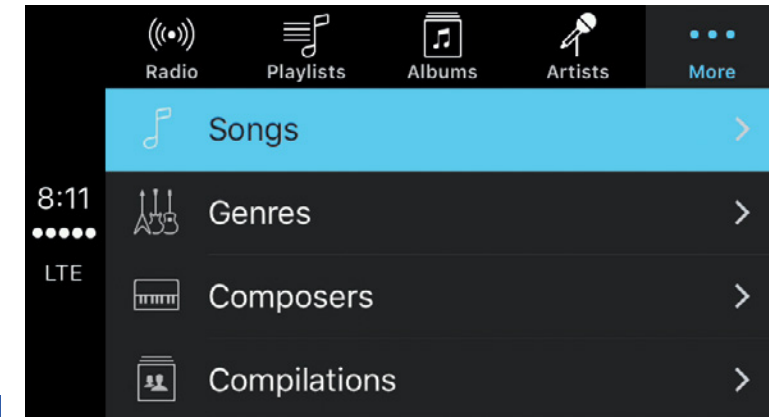 Radio Playlists Albums Artists More
Songs
8:11
Genres
LTE
Composers
Compilations